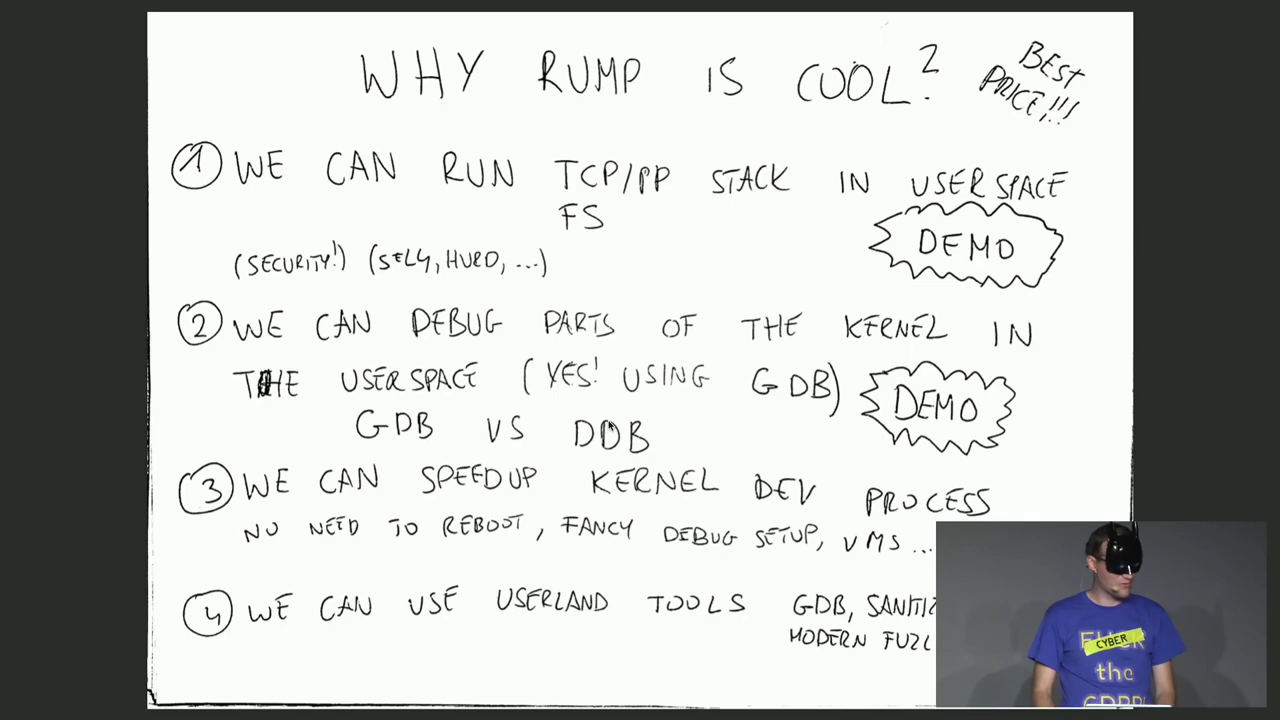 WHY RUMP IS COOL?
BEST
PRICE!!!
1 WE CAN RUN TCP/IP STACK IN USERSPACE
FS
DEMO
(SECURITY!) (SEL4, HURD, ...)
2 WE CAN DEBUG PARTS OF THE KERNEL IN
THE USERSPACE (YES! USING GDB)
DEMO
GDB VS DDB
3 WE CAN SPEEDUP KERNEL DEV PROCESS
NO NEED TO REBOOT, FANCY DEBUG SETUP, VMS ...
4 WE CAN USE USERLAND TOOLS GDB, SANITIZ
MODERN FUZZ
CYBER
the
GDPR